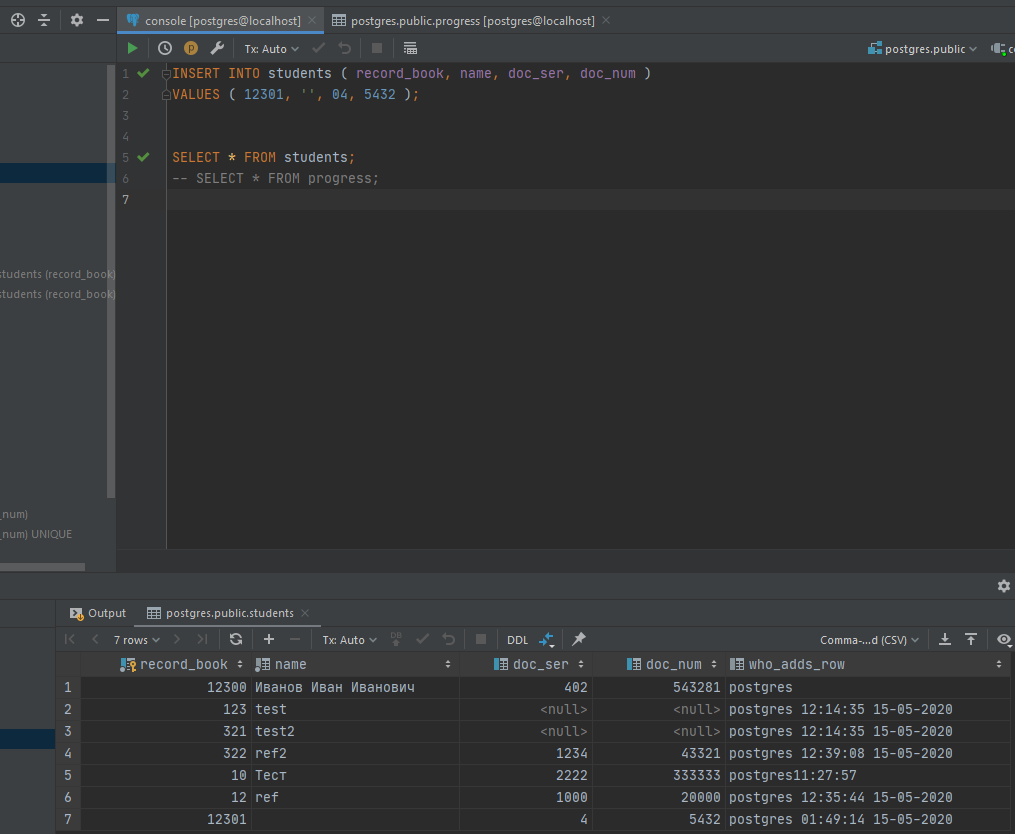 console [postgres@localhost]
postgres.public.progress [postgres@localhost]
Tx: Auto
postgres.public
1 INSERT INTO students ( record_book, name, doc_ser, doc_num )
2 VALUES ( 12301, '', 04, 5432 );
3
4
5 SELECT * FROM students;
6 -- SELECT * FROM progress;
7
students (record_book)
students (record_book)
_num)
_num) UNIQUE
Output
postgres.public.students
7 rows
Tx: Auto
DB
DDL
Comma-...d (CSV)
record_book name doc_ser doc_num who_adds_row
1 12300 Иванов Иван Иванович 402 543281 postgres
2 123 test <null> <null> postgres 12:14:35 15-05-2020
3 321 test2 <null> <null> postgres 12:14:35 15-05-2020
4 322 ref2 1234 43321 postgres 12:39:08 15-05-2020
5 10 Тест 2222 333333 postgres11:27:57
6 12 ref 1000 20000 postgres 12:35:44 15-05-2020
7 12301 4 5432 postgres 01:49:14 15-05-2020